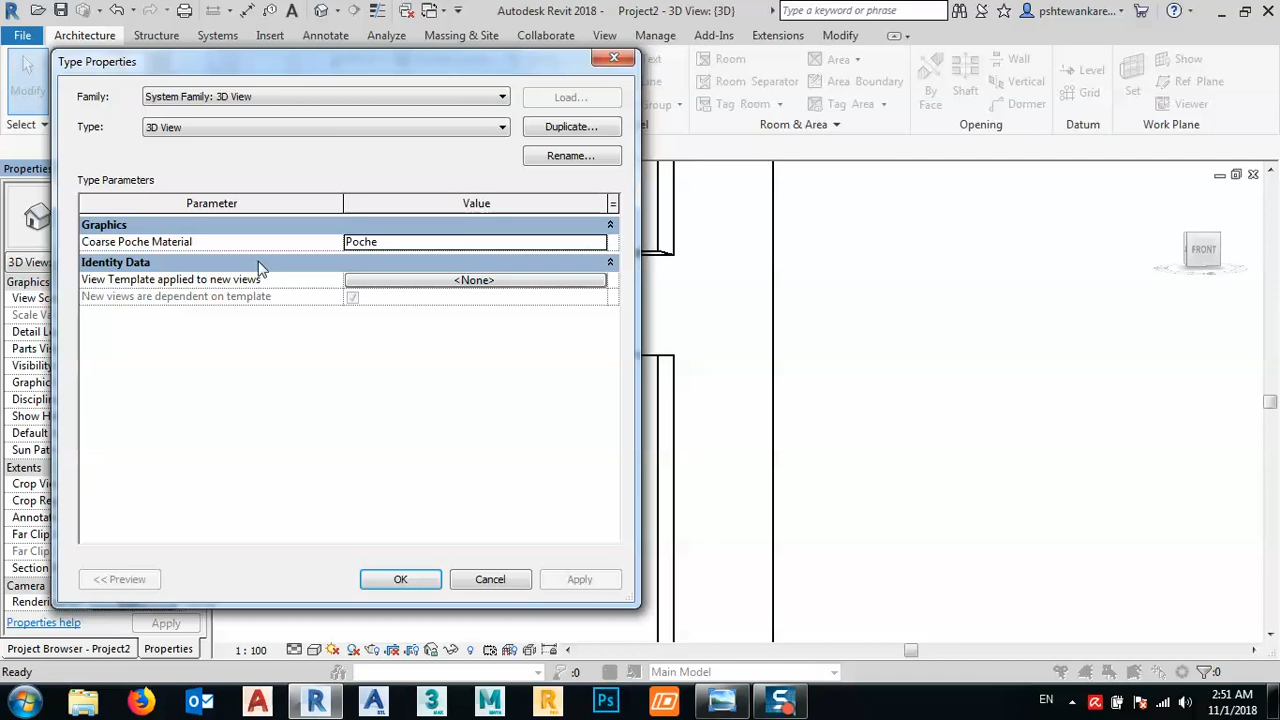 Autodesk Revit 2018 - Project2 - 3D View: {3D}
Type a keyword or phrase
pshtewankare...
File Architecture Structure Systems Insert Annotate Analyze Massing & Site Collaborate View Manage Add-Ins Extensions Modify
Modify
Select
Room
Room Separator
Tag Room
Area
Area Boundary
Tag Area
Room & Area
By Face
Shaft
Wall
Vertical
Dormer
Opening
Level
Grid
Datum
Set
Show
Ref Plane
Viewer
Work Plane
Type Properties
Family: System Family: 3D View Load...
Type: 3D View Duplicate...
Rename...
Type Parameters
Parameter Value =
Graphics
Coarse Poche Material Poche
Identity Data
View Template applied to new views <None>
New views are dependent on template
<< Preview OK Cancel Apply
Properties
3D View
Graphics
View Sc
Scale Va
Detail L
Parts Vi
Visibility
Graphic
Disciplin
Show H
Default
Sun Pat
Extents
Crop Vi
Crop Re
Annota
Far Clip
Far Clip
Section
Camera
Renderi
Properties help Apply
Project Browser - Project2 Properties
FRONT
1 : 100
Ready
:0
Main Model
:0
EN
2:51 AM
11/1/2018